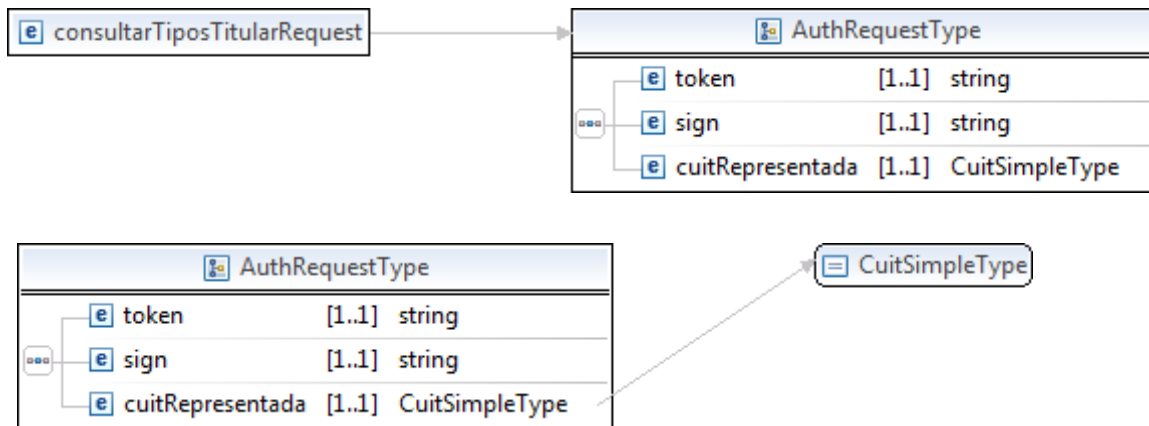 e consultarTiposTitularRequest
AuthRequestType
e token [1..1] string
e sign [1..1] string
e cuitRepresentada [1..1] CuitSimpleType
AuthRequestType
CuitSimpleType
e token [1..1] string
e sign [1..1] string
e cuitRepresentada [1..1] CuitSimpleType